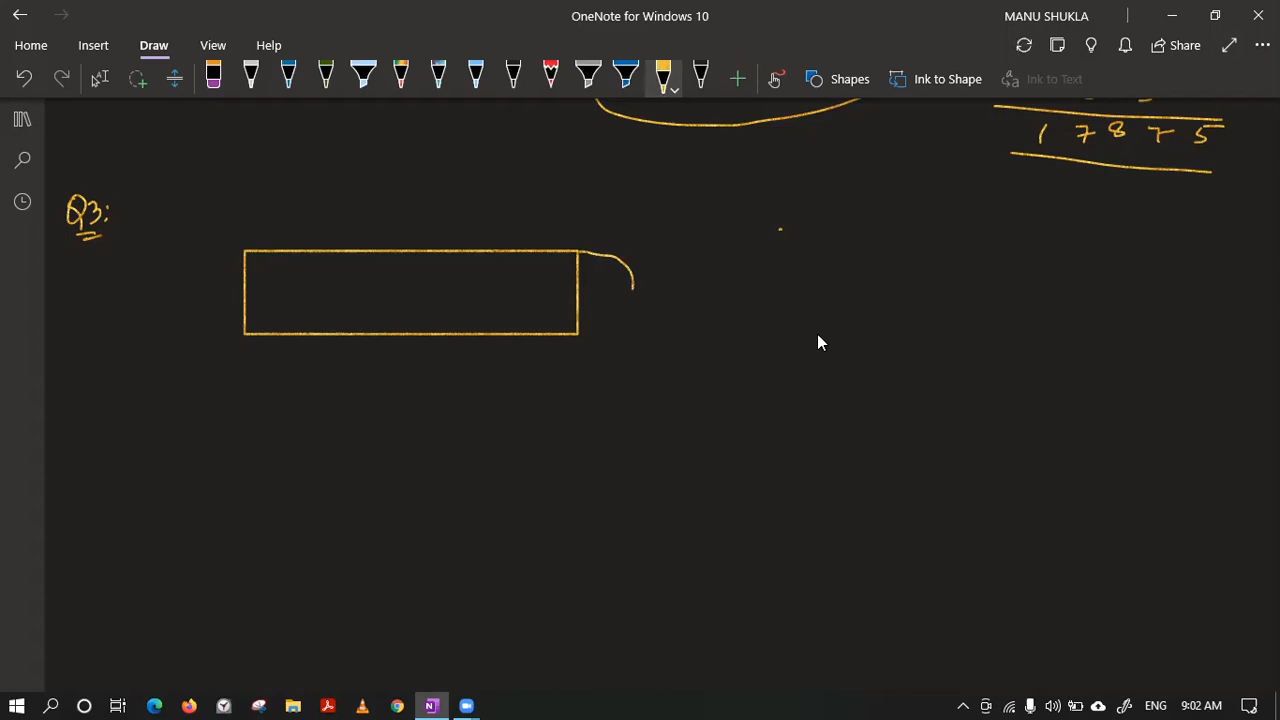 OneNote for Windows 10
MANU SHUKLA
Home Insert Draw View Help
Share
Shapes
Ink to Shape
Ink to Text
1 7 8 7 5
Q3:
ENG 9:02 AM